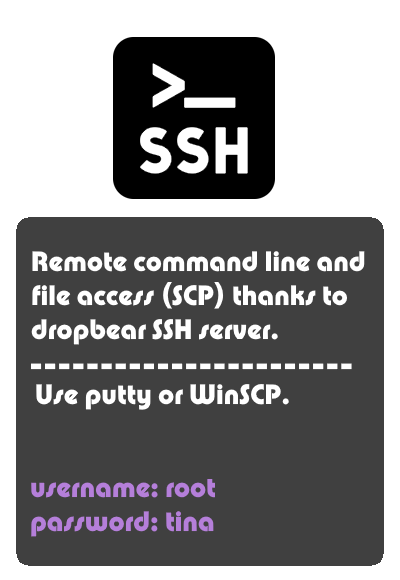 >_
SSH
Remote command line and
file access (SCP) thanks to
dropbear SSH server.
------------------------
Use putty or WinSCP.
username: root
password: tina